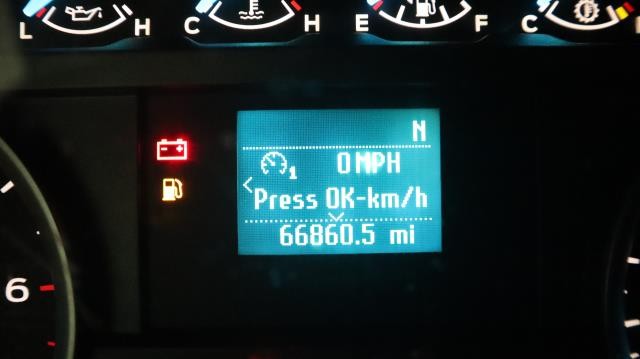 L H C H E F C
N
1 0 MPH
Press OK-km/h
66860.5 mi
6